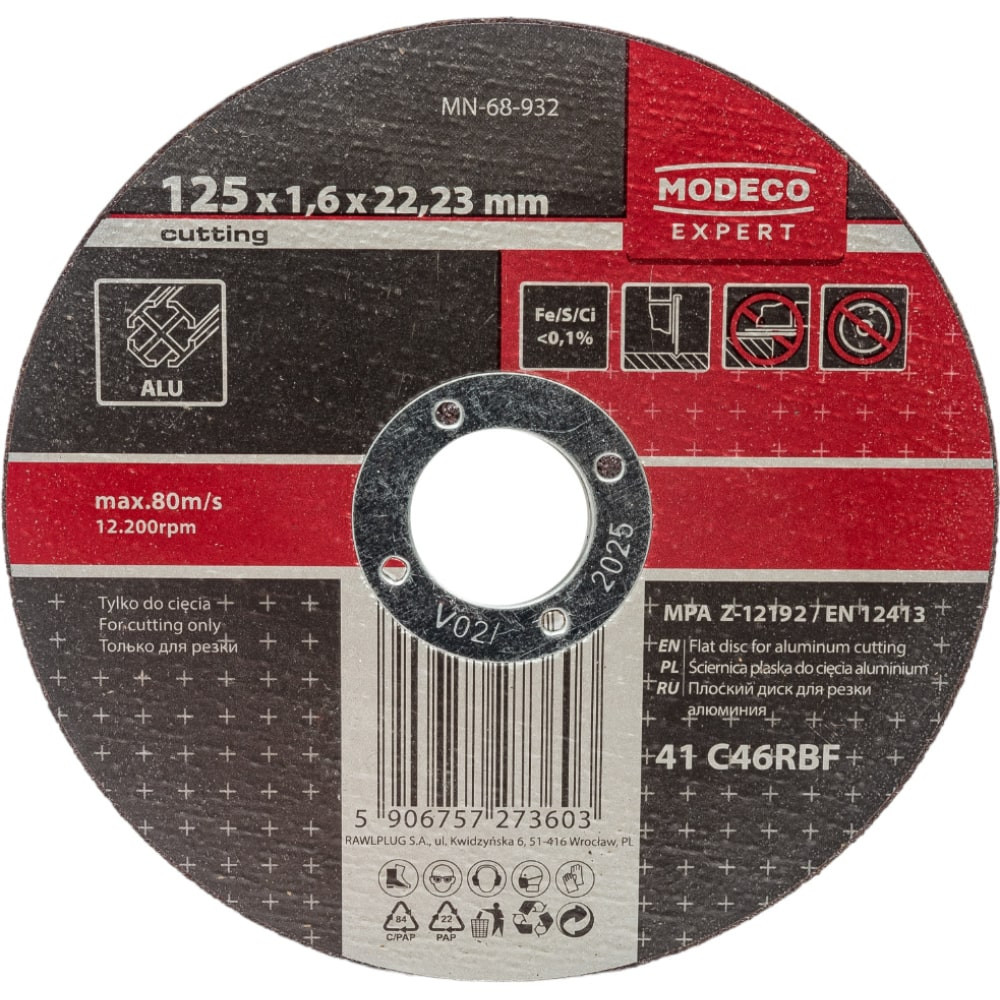 MN-68-932
125 x 1,6 x 22,23 mm
cutting
MODECO
EXPERT
ALU
Fe/S/Ci
<0,1%
max.80m/s
12.200rpm
2025
V02/
Tylko do cięcia
For cutting only
Только для резки
MPA Z-12192 / EN 12413
EN Flat disc for aluminum cutting
PL Ściernica płaska do cięcia aluminium
RU Плоский диск для резки
алюминия
41 C46RBF
5 906757 273603
RAWLPLUG S.A., ul. Kwidzyńska 6, 51-416 Wrocław, PL
84
C/PAP
22
PAP